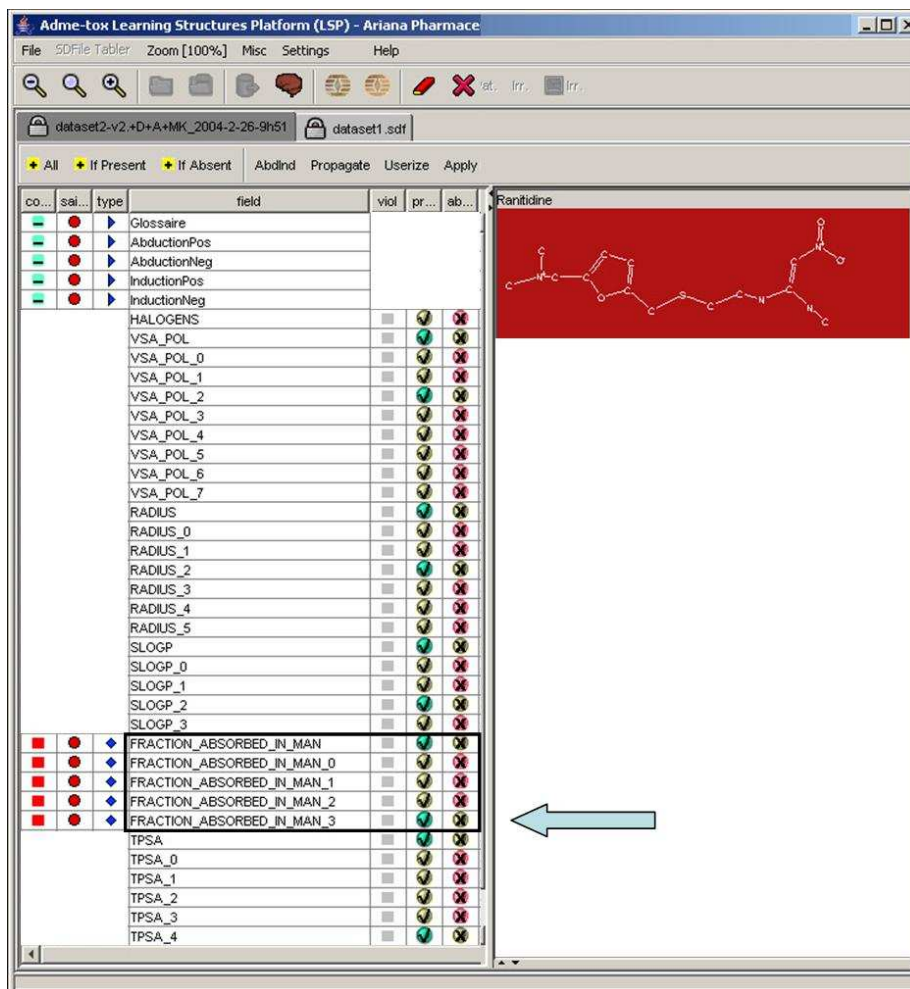 Adme-tox Learning Structures Platform (LSP) - Ariana Pharmace
File SDFile Tabler Zoom [100%] Misc Settings Help
'at. Irr. Irr.
dataset2-v2.+D+A+MK_2004-2-26-9h51 dataset1.sdf
All If Present If Absent AbdInd Propagate Userize Apply
co... sai... type field viol pr... ab... Ranitidine
Glossaire
AbductionPos
AbductionNeg
InductionPos
InductionNeg
HALOGENS
VSA_POL
VSA_POL_0
VSA_POL_1
VSA_POL_2
VSA_POL_3
VSA_POL_4
VSA_POL_5
VSA_POL_6
VSA_POL_7
RADIUS
RADIUS_0
RADIUS_1
RADIUS_2
RADIUS_3
RADIUS_4
RADIUS_5
SLOGP
SLOGP_0
SLOGP_1
SLOGP_2
SLOGP_3
FRACTION_ABSORBED_IN_MAN
FRACTION_ABSORBED_IN_MAN_0
FRACTION_ABSORBED_IN_MAN_1
FRACTION_ABSORBED_IN_MAN_2
FRACTION_ABSORBED_IN_MAN_3
TPSA
TPSA_0
TPSA_1
TPSA_2
TPSA_3
TPSA_4